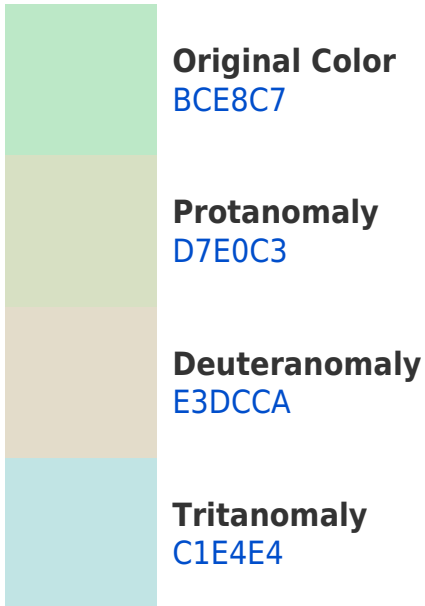 Original Color
BCE8C7
Protanomaly
D7E0C3
Deuteranomaly
E3DCCA
Tritanomaly
C1E4E4